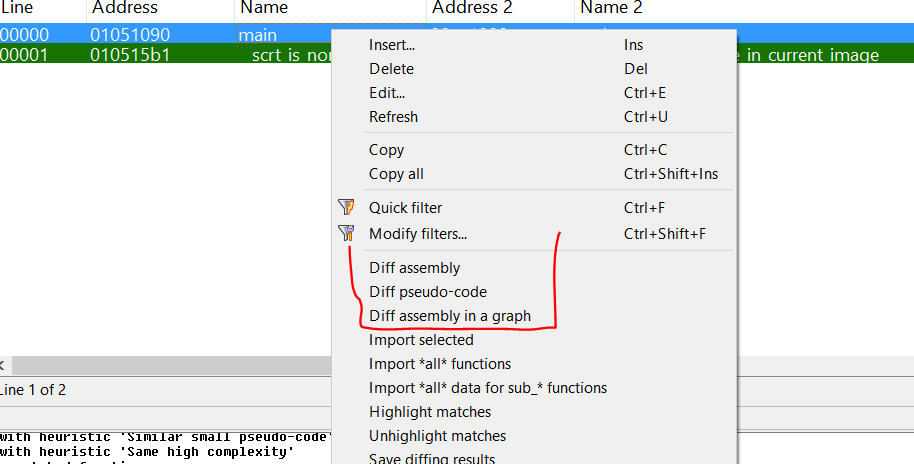 Line Address Name Address 2 Name 2
00000 01051090 main
00001 010515b1 scrt is no e in current image
Insert... Ins
Delete Del
Edit... Ctrl+E
Refresh Ctrl+U
Copy Ctrl+C
Copy all Ctrl+Shift+Ins
Quick filter Ctrl+F
Modify filters... Ctrl+Shift+F
Diff assembly
Diff pseudo-code
Diff assembly in a graph
Import selected
Import *all* functions
Import *all* data for sub_* functions
Highlight matches
Unhighlight matches
Save diffing results
Line 1 of 2
with heuristic 'Similar small pseudo-code'
with heuristic 'Same high complexity'